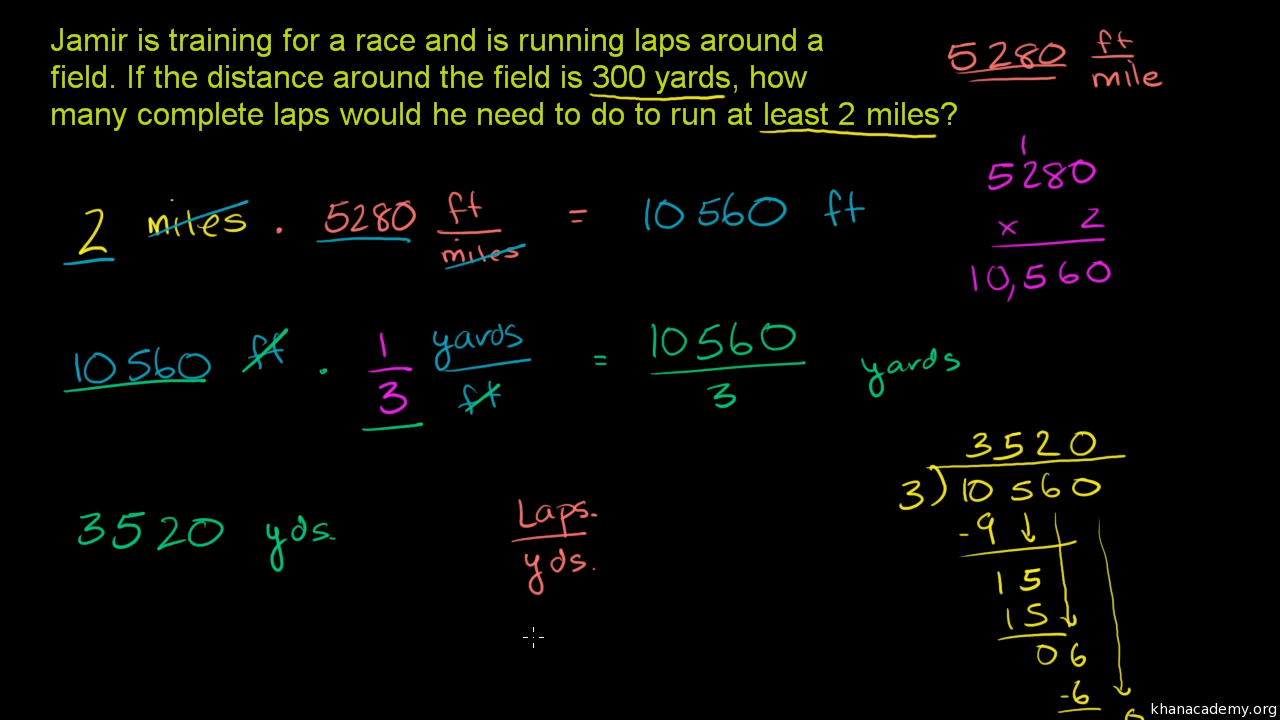 Jamir is training for a race and is running laps around a
field. If the distance around the field is 300 yards, how
many complete laps would he need to do to run at least 2 miles?
5280 ft/mile
2 miles · 5280 ft/miles = 10560 ft
1
5280
x 2
10,560
10560 ft · 1/3 yards/ft = 10560/3 yards
3520
3)10 560
-9
15
15
06
-6
3520 yds.
Laps./yds.
khanacademy.org